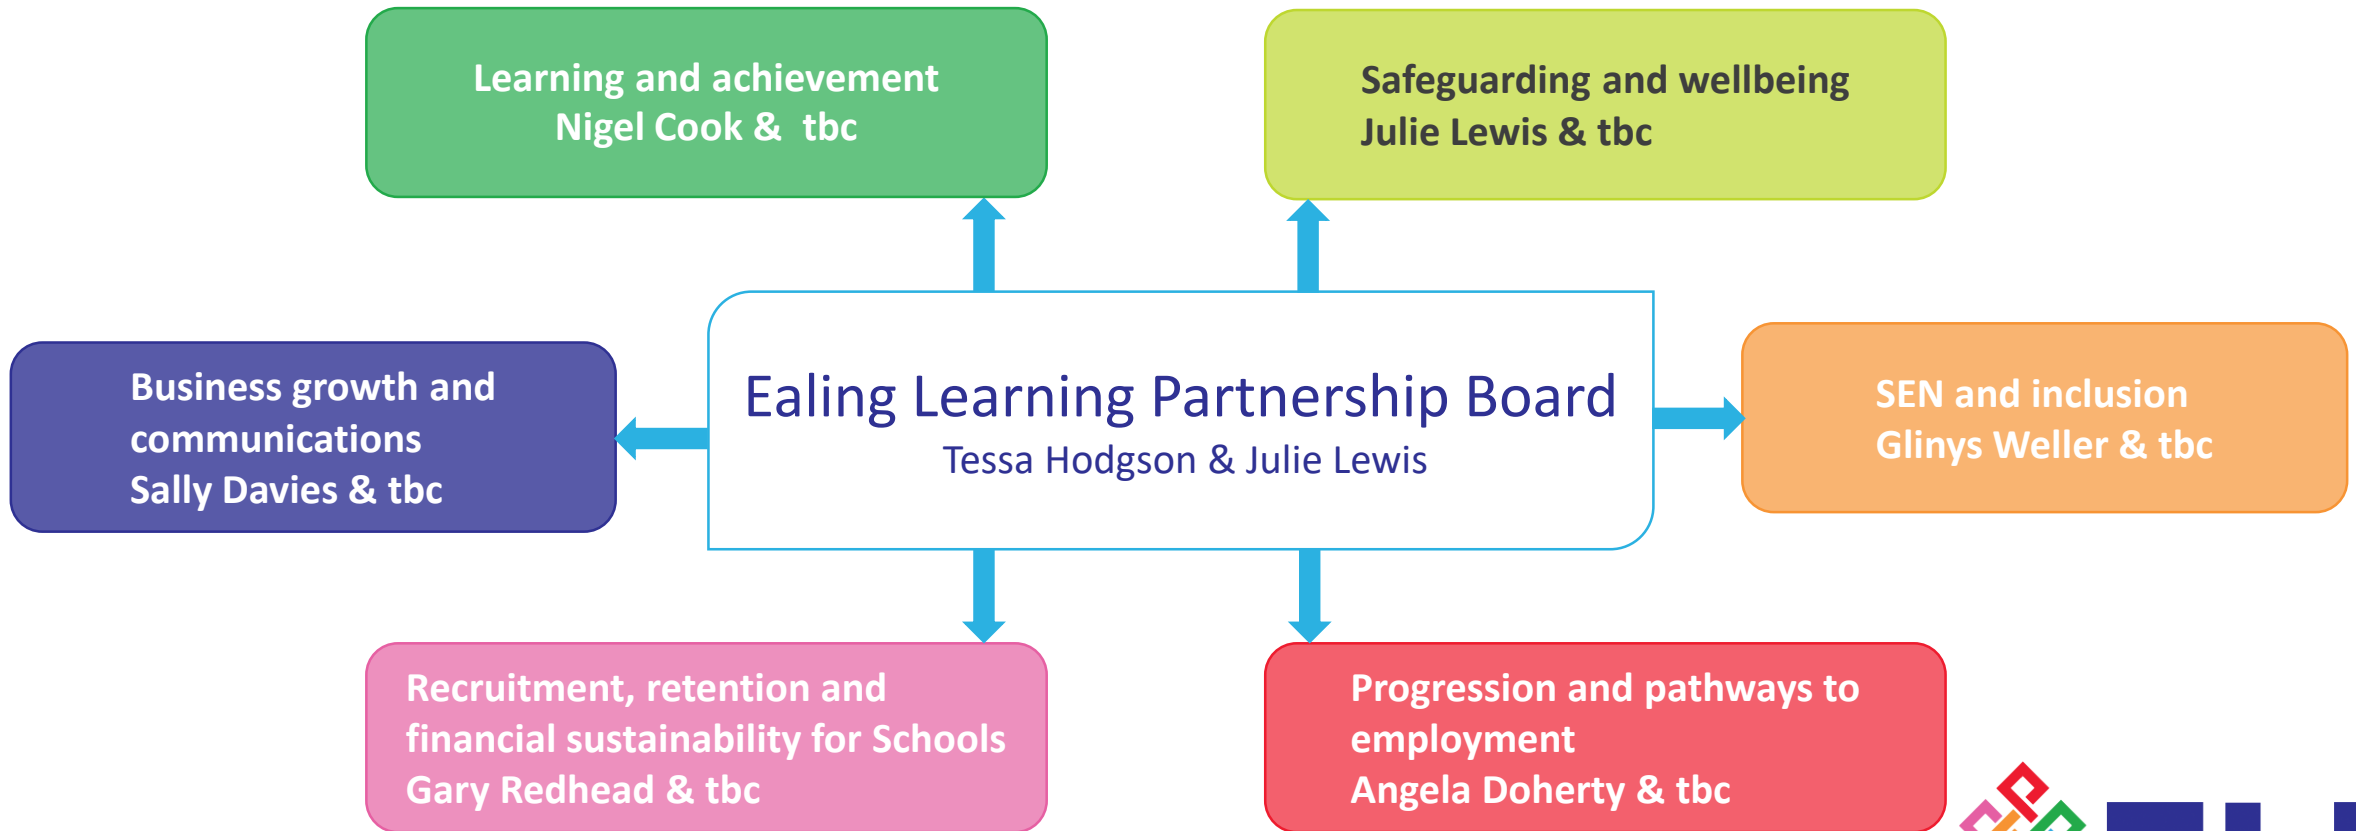 Learning and achievement
Nigel Cook &  tbc
Safeguarding and wellbeing
Julie Lewis & tbc
Business growth and
communications
Sally Davies & tbc
Ealing Learning Partnership Board
Tessa Hodgson & Julie Lewis
SEN and inclusion
Glinys Weller & tbc
Recruitment, retention and
financial sustainability for Schools
Gary Redhead & tbc
Progression and pathways to
employment
Angela Doherty & tbc